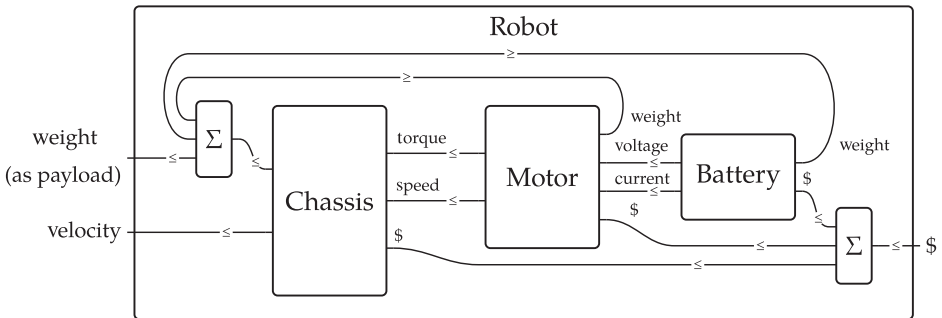 Robot
≥
≥
weight
(as payload)
≤
Σ
≤
velocity
≤
Chassis
torque
≤
speed
≤
$
≤
Motor
weight
voltage
≤
current
≤
$
≤
Battery
weight
$
≤
Σ
≤
$